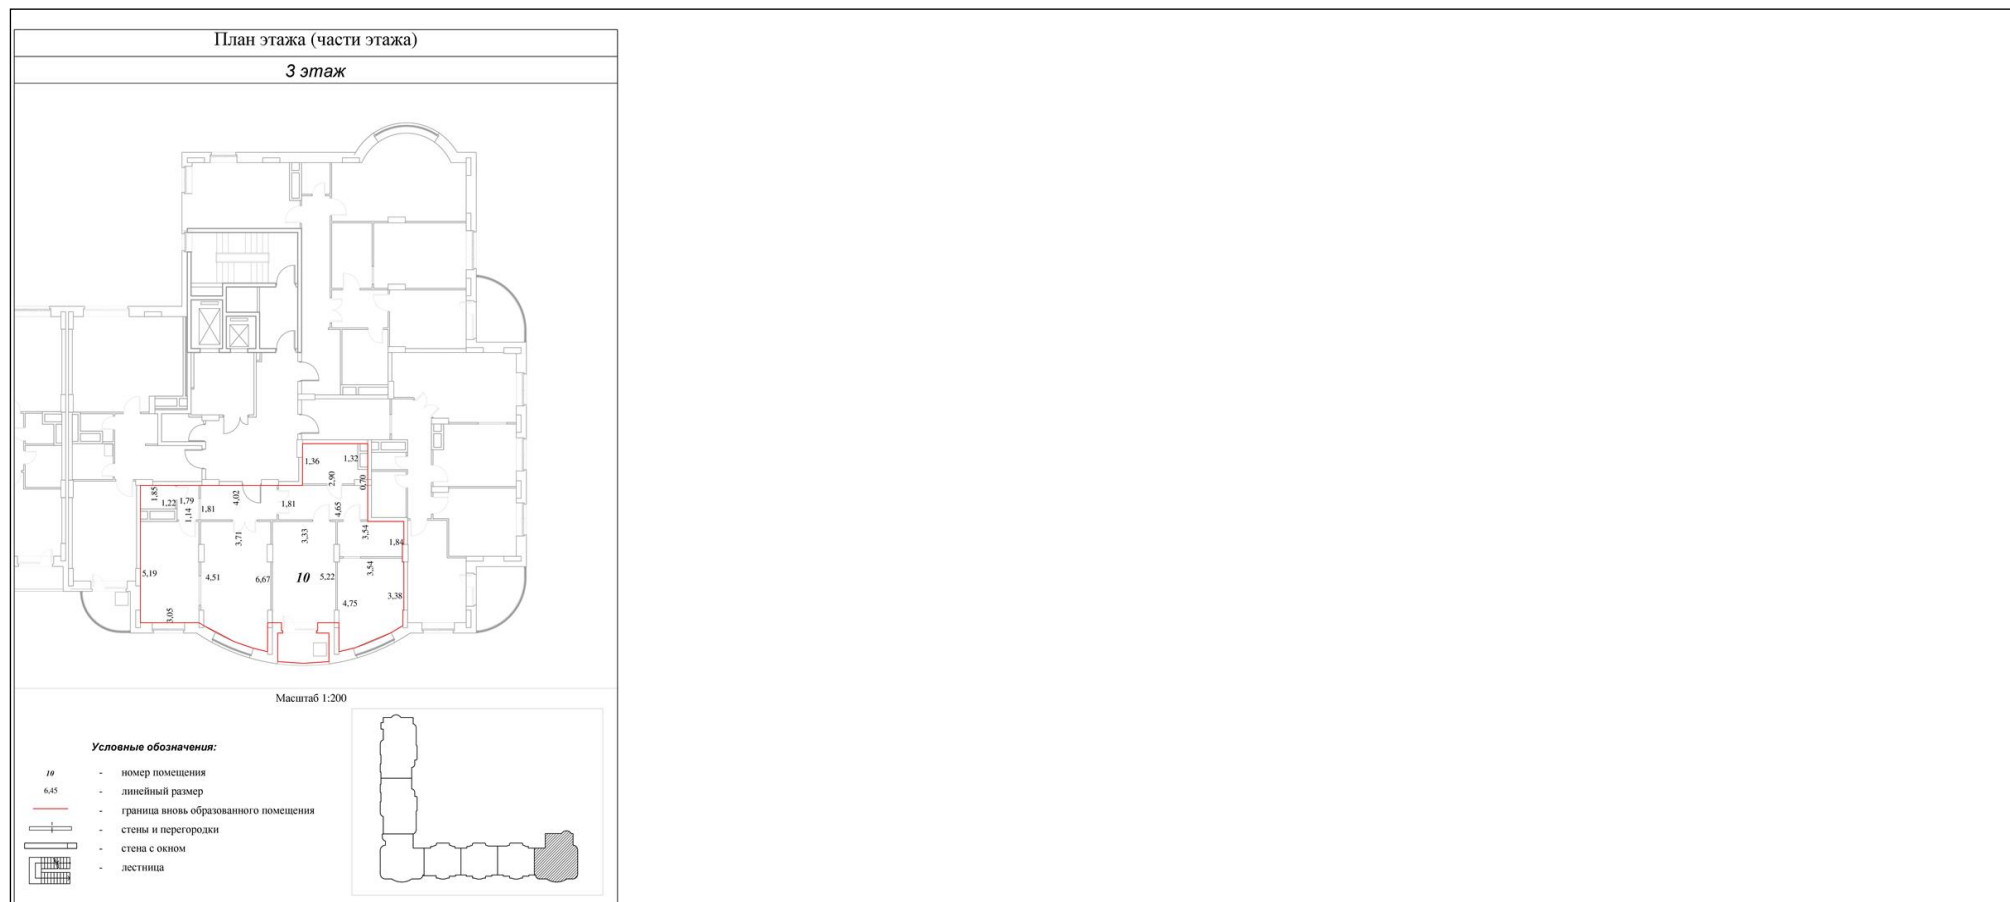 План этажа (части этажа)
3 этаж
1,36
1,32
2,90
0,70
1,85
1,22
1,79
1,14
1,81
4,02
1,81
4,65
3,71
3,33
3,54
1,84
5,19
4,51
6,67
10
5,22
3,54
4,75
3,38
3,05
Масштаб 1:200
Условные обозначения:
10 - номер помещения
6,45 - линейный размер
- граница вновь образованного помещения
- стены и перегородки
- стена с окном
- лестница